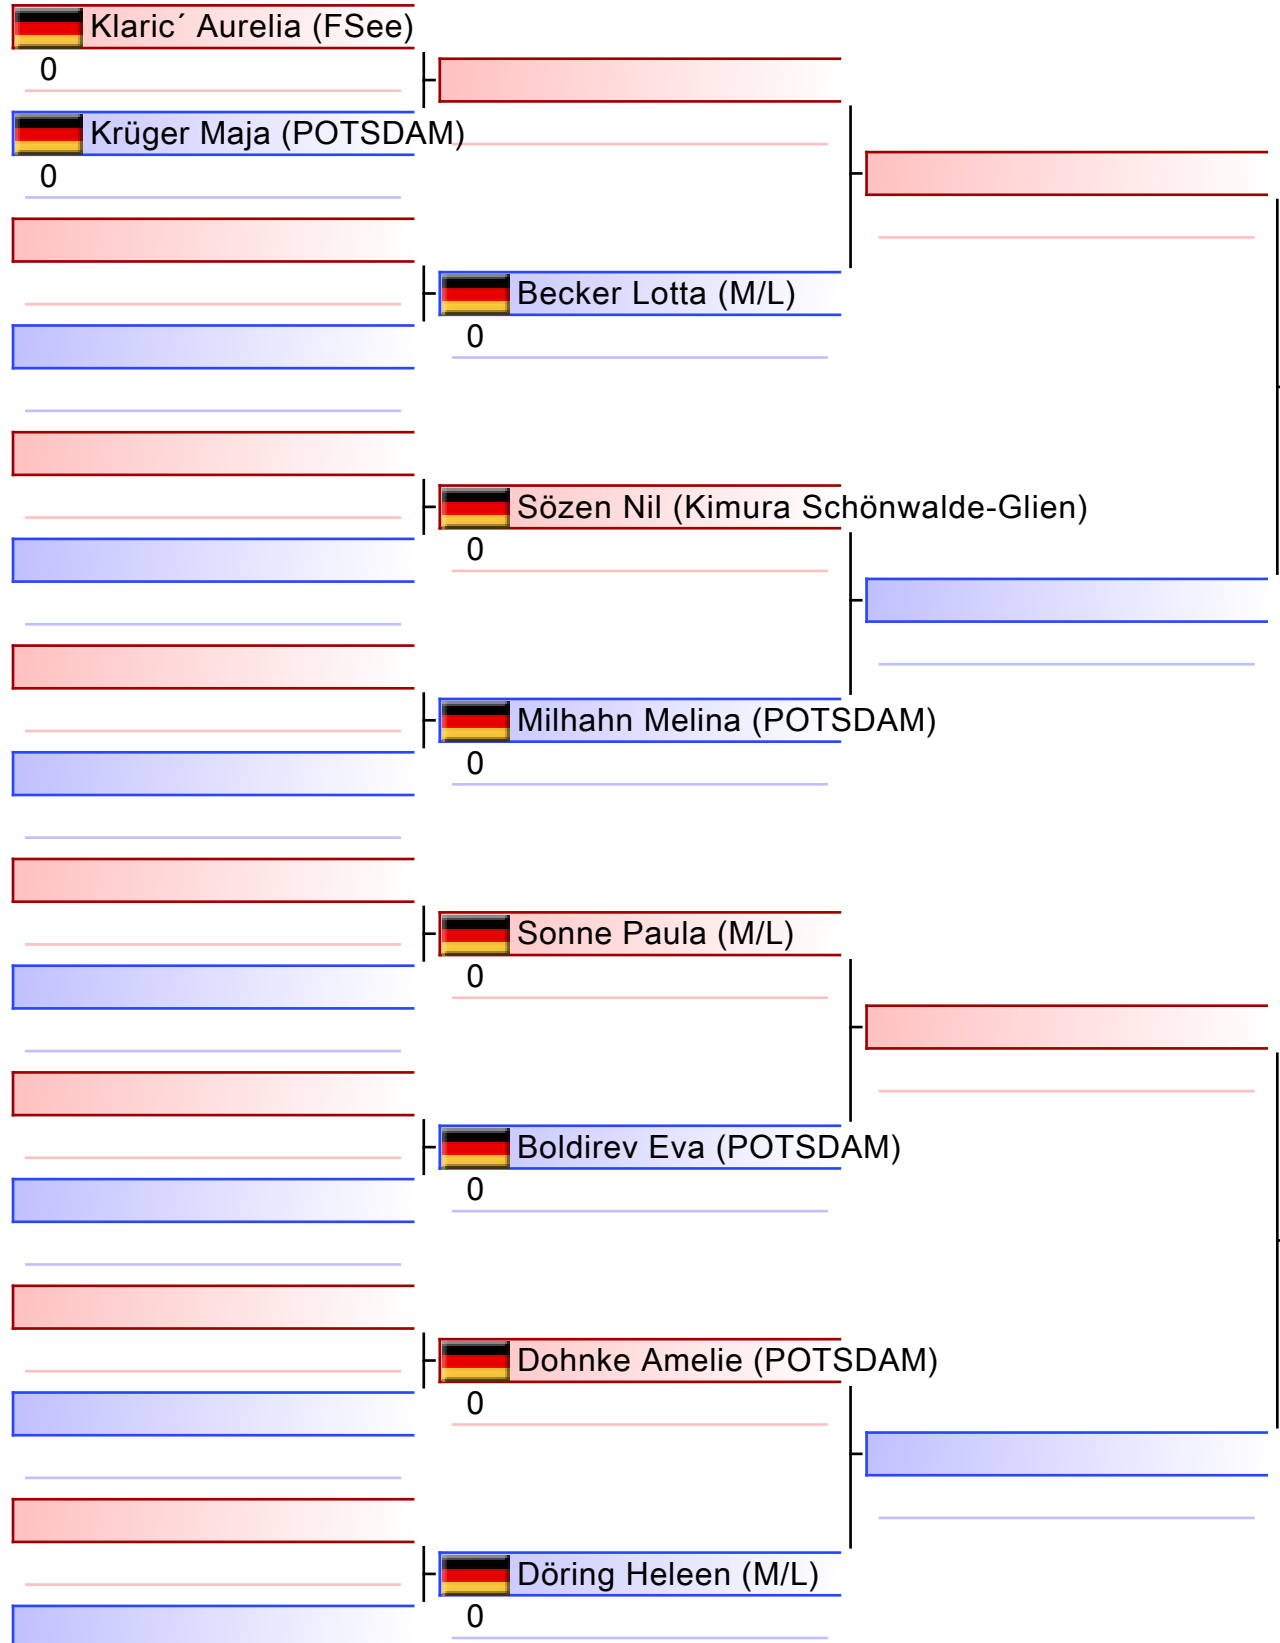 Klaric´ Aurelia (FSee)
0
Krüger Maja (POTSDAM)
0
Becker Lotta (M/L)
0
Sözen Nil (Kimura Schönwalde-Glien)
0
Milhahn Melina (POTSDAM)
0
Sonne Paula (M/L)
0
Boldirev Eva (POTSDAM)
0
Dohnke Amelie (POTSDAM)
0
Döring Heleen (M/L)
0